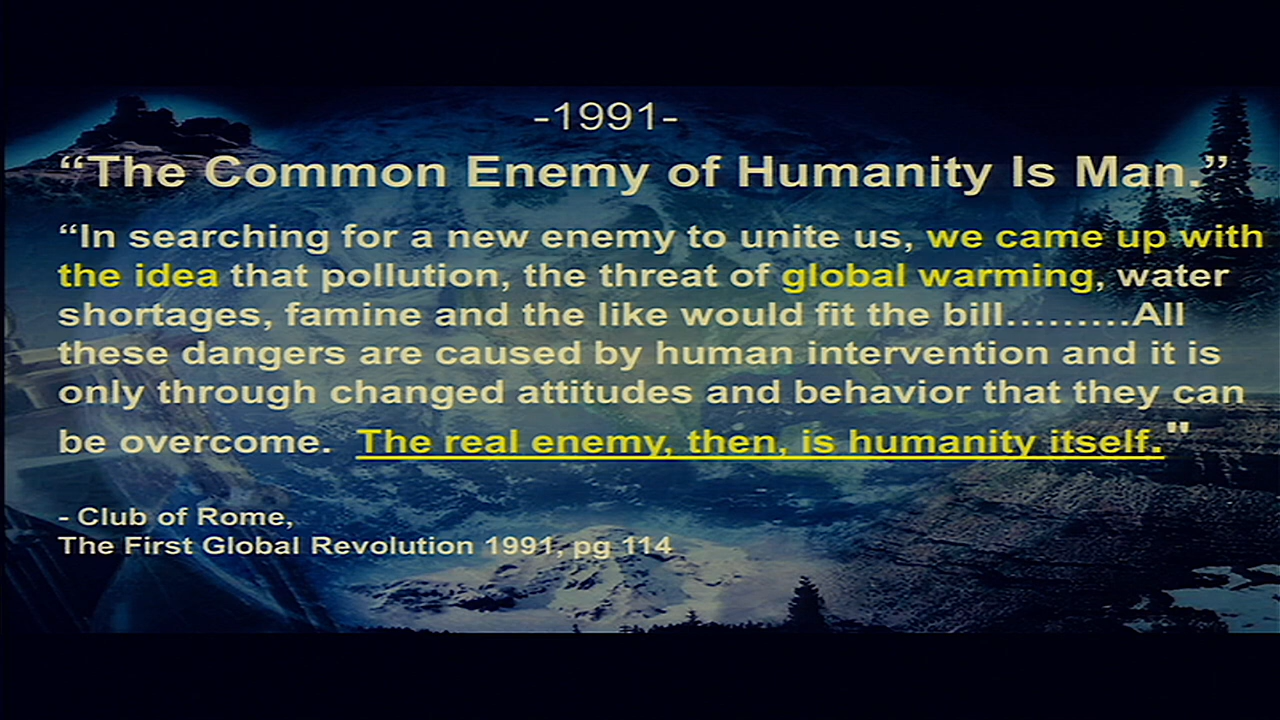 -1991-
“The Common Enemy of Humanity Is Man.”
“In searching for a new enemy to unite us, we came up with
the idea that pollution, the threat of global warming, water
shortages, famine and the like would fit the bill………All
these dangers are caused by human intervention and it is
only through changed attitudes and behavior that they can
be overcome. The real enemy, then, is humanity itself."
- Club of Rome,
The First Global Revolution 1991, pg 114